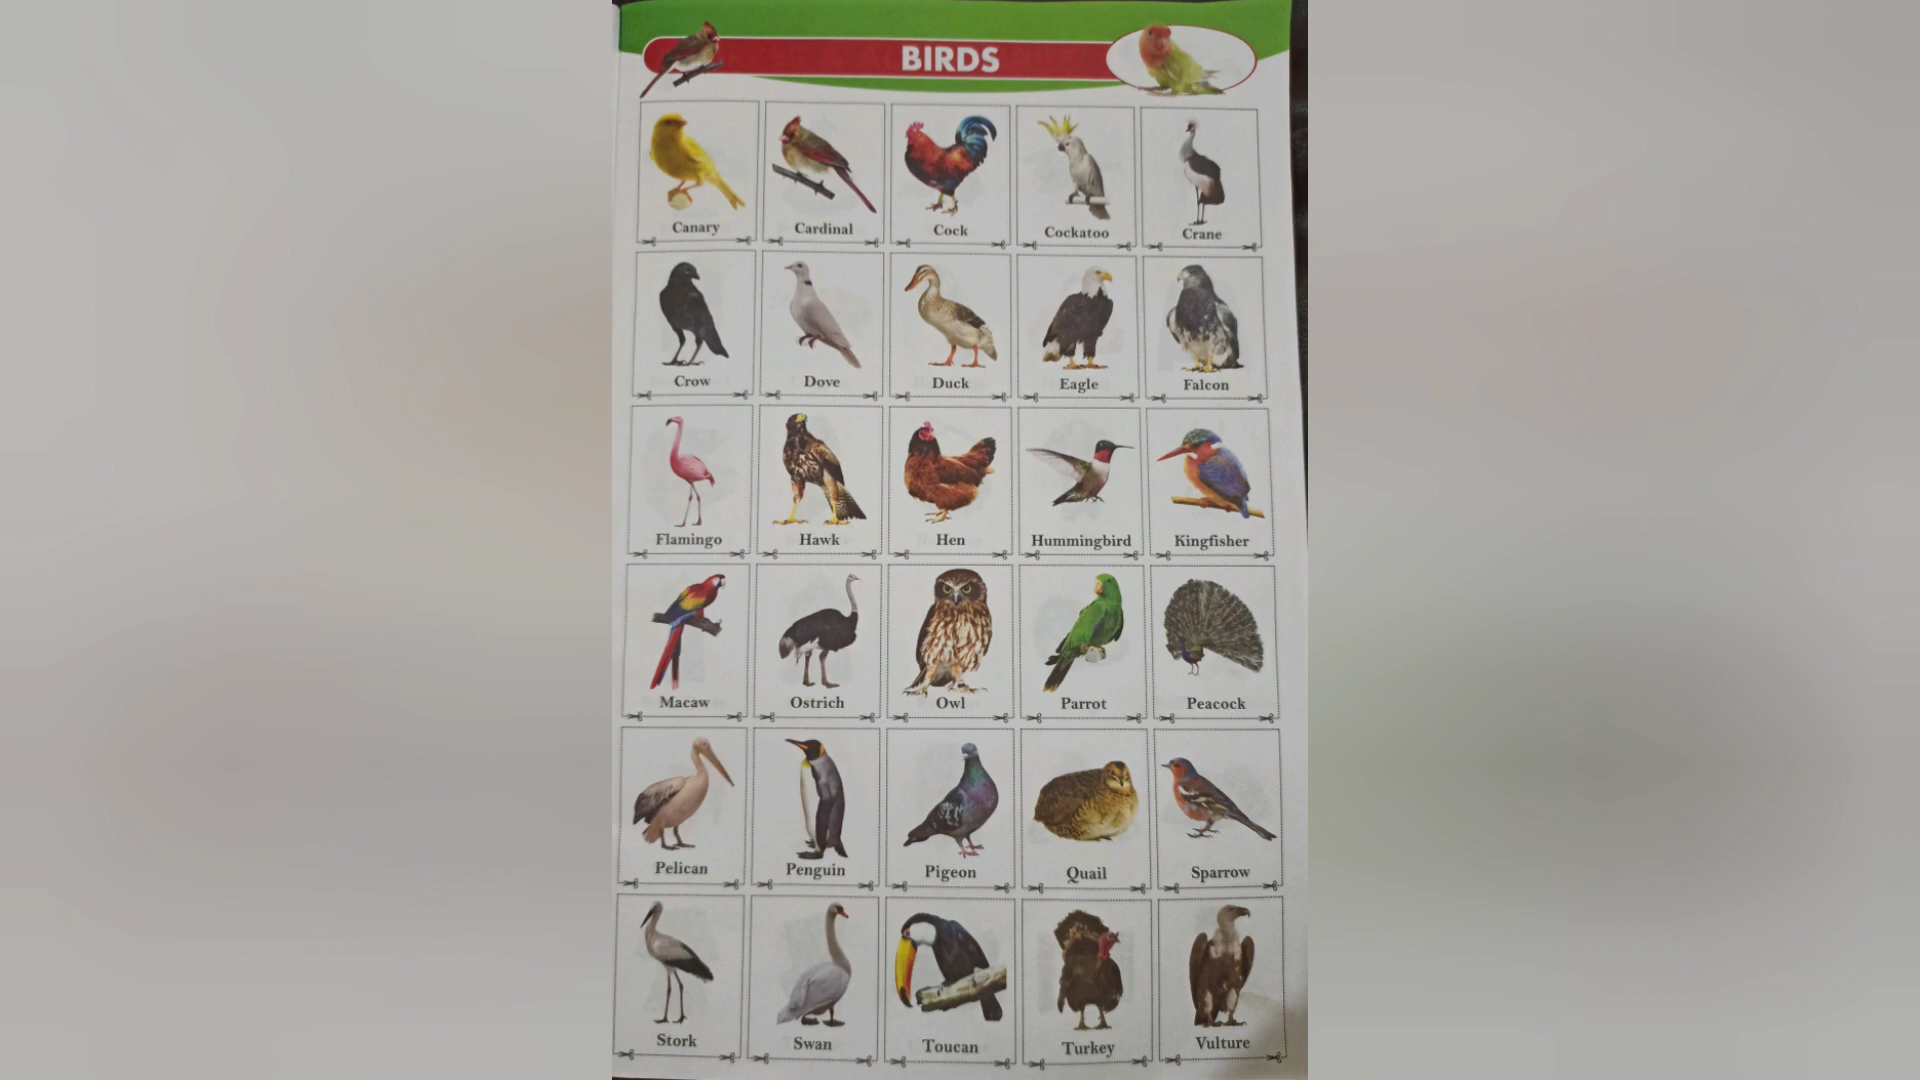 BIRDS
Canary Cardinal Cock Cockatoo Crane
Crow Dove Duck Eagle Falcon
Flamingo Hawk Hen Hummingbird Kingfisher
Macaw Ostrich Owl Parrot Peacock
Pelican Penguin Pigeon Quail Sparrow
Stork Swan Toucan Turkey Vulture